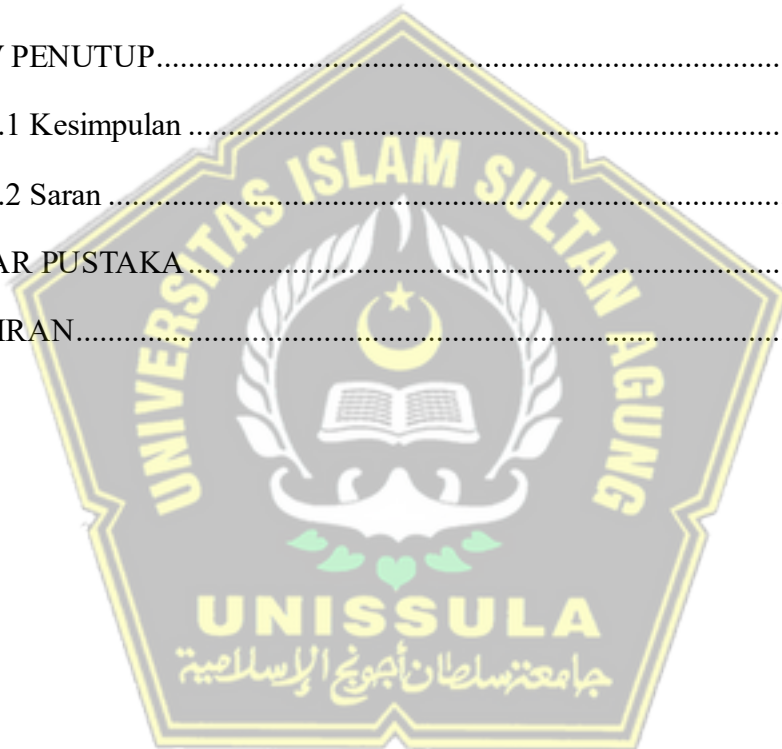 V PENUTUP
.1 Kesimpulan
.2 Saran
AR PUSTAKA
IRAN
UNIVERSITAS ISLAM SULTAN AGUNG
UNISSULA
جامعة سلطان أجونج الإسلامية